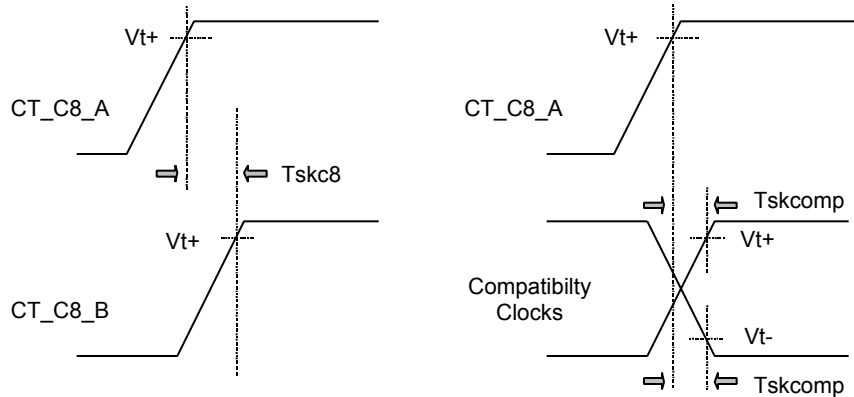 Vt+
CT_C8_A
Tskc8
Vt+
CT_C8_B
Vt+
CT_C8_A
Tskcomp
Vt+
Compatibilty
Clocks
Vt-
Tskcomp